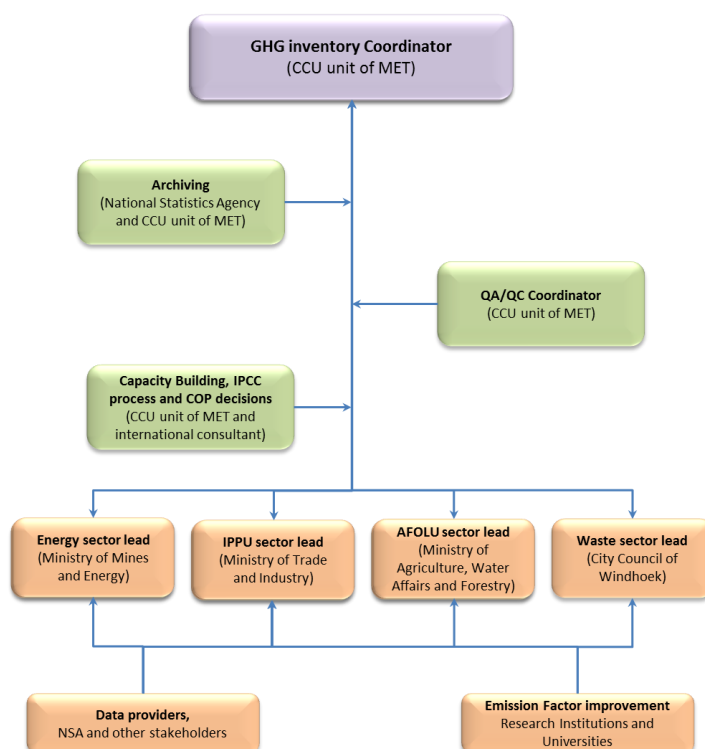 GHG inventory Coordinator
(CCU unit of MET)
Archiving
(National Statistics Agency
and CCU unit of MET)
QA/QC Coordinator
(CCU unit of MET)
Capacity Building, IPCC
process and COP decisions
(CCU unit of MET and
international consultant)
Energy sector lead
(Ministry of Mines
and Energy)
IPPU sector lead
(Ministry of Trade
and Industry)
AFOLU sector lead
(Ministry of
Agriculture, Water
Affairs and Forestry)
Waste sector lead
(City Council of
Windhoek)
Data providers,
NSA and other stakeholders
Emission Factor improvement
Research Institutions and
Universities